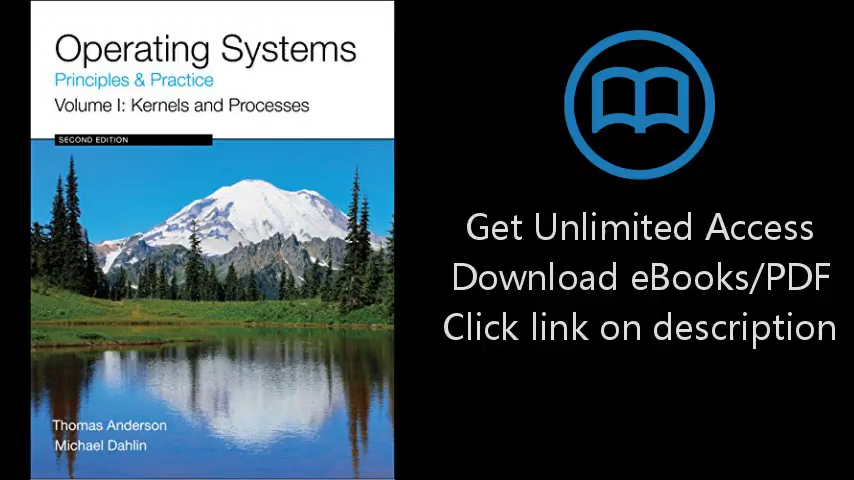 Operating Systems
Principles & Practice
Volume I: Kernels and Processes
SECOND EDITION
Thomas Anderson
Michael Dahlin
Get Unlimited Access
Download eBooks/PDF
Click link on description